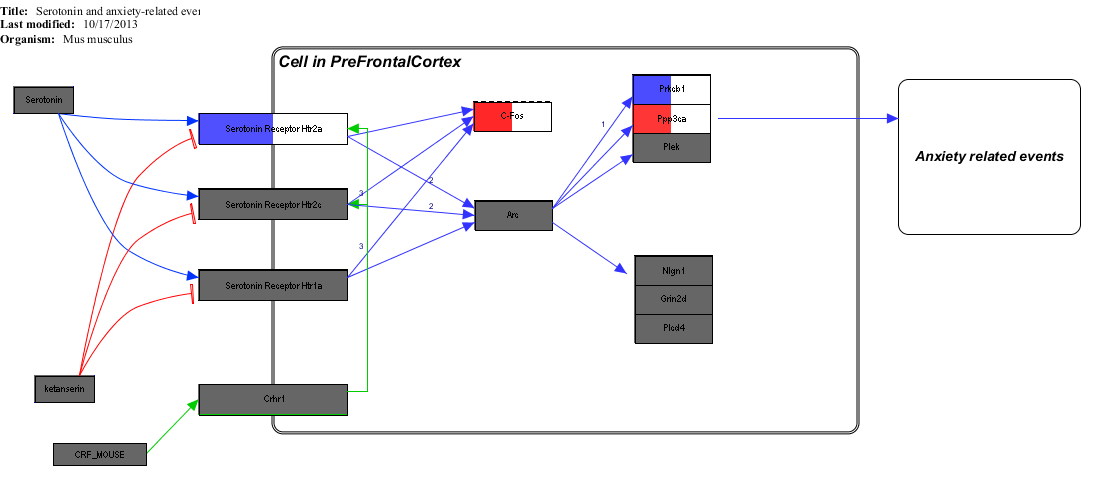 Title: Serotonin and anxiety-related ever
Last modified: 10/17/2013
Organism: Mus musculus
Cell in PreFrontalCortex
Serotonin
Serotonin Receptor Htr2a
C-Fos
Prkcb1
Ppp3ca
Plek
1
Anxiety related events
Serotonin Receptor Htr2c
3
2
2
Arc
3
Serotonin Receptor Htr1a
Nlgn1
Grin2d
Plcd4
ketanserin
Crhr1
CRF_MOUSE